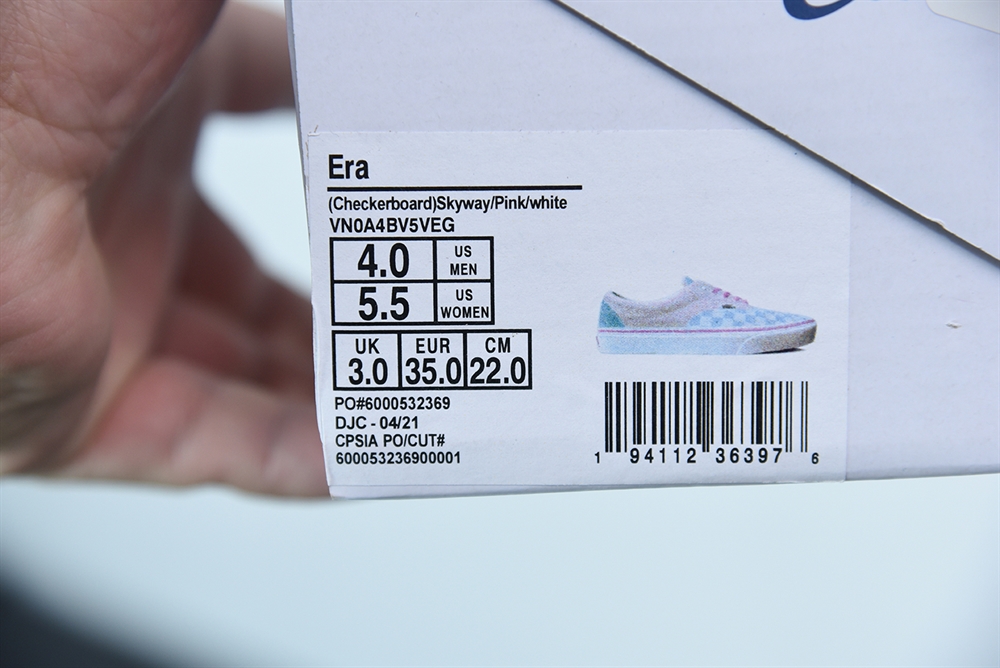 Era
(Checkerboard)Skyway/Pink/white
VN0A4BV5VEG
4.0 US MEN
5.5 US WOMEN
UK EUR CM
3.0 35.0 22.0
PO#6000532369
DJC - 04/21
CPSIA PO/CUT#
600053236900001
1 94112 36397 6